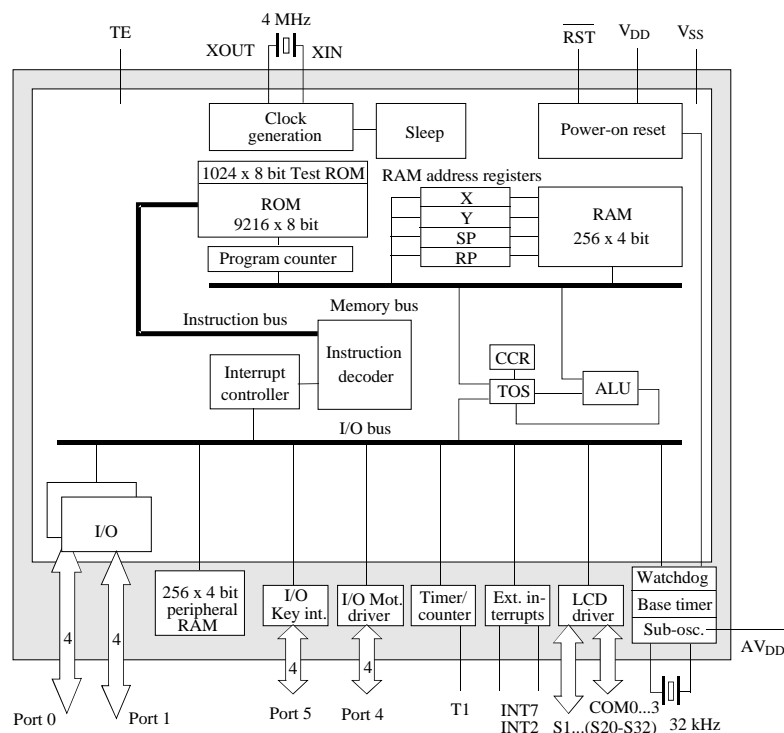 4 MHz
TE
XOUT
XIN
RST
VDD
VSS
Clock
generation
Sleep
Power-on reset
1024 x 8 bit Test ROM
ROM
9216 x 8 bit
Program counter
RAM address registers
X
Y
SP
RP
RAM
256 x 4 bit
Instruction bus
Memory bus
Instruction
decoder
Interrupt
controller
CCR
TOS
ALU
I/O bus
I/O
256 x 4 bit
peripheral
RAM
I/O
Key int.
I/O Mot.
driver
Timer/
counter
Ext. in-
terrupts
LCD
driver
Watchdog
Base timer
Sub-osc.
4
4
4
4
AVDD
Port 0
Port 1
Port 5
Port 4
T1
INT7
INT2
COM0...3
S1...(S20-S32)
32 kHz